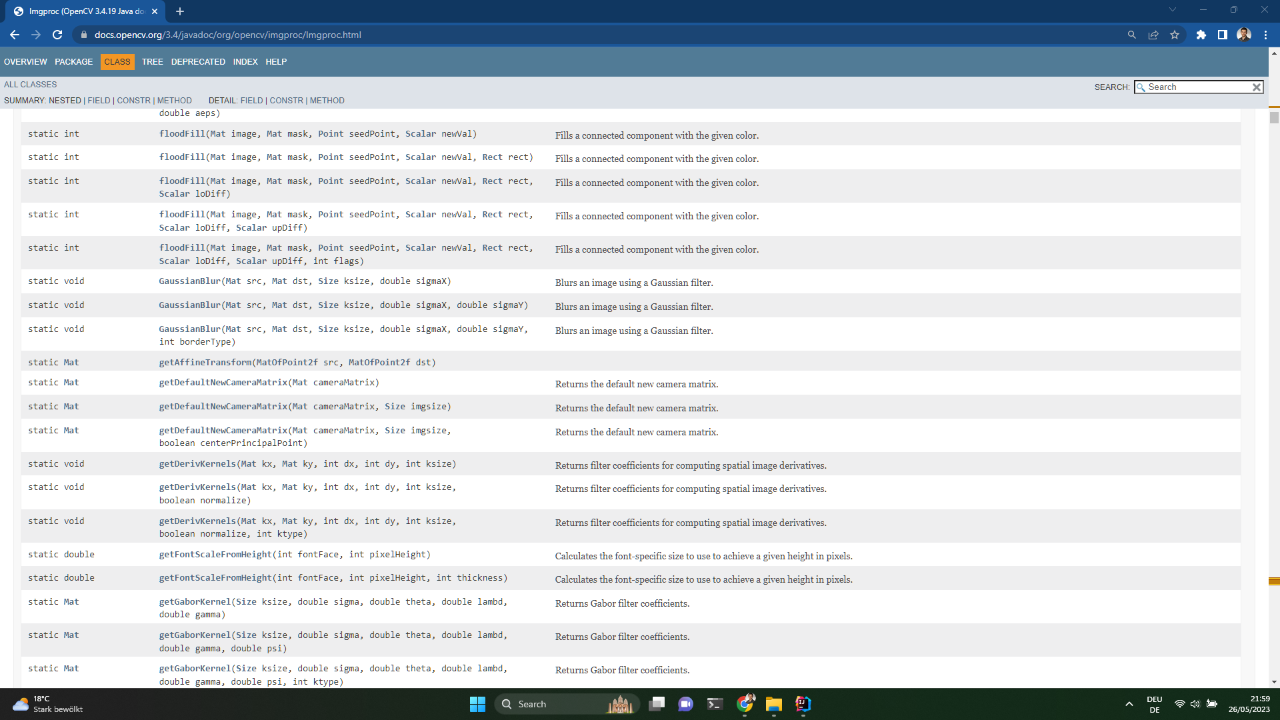 Imgproc (OpenCV 3.4.19 Java do
docs.opencv.org/3.4/javadoc/org/opencv/imgproc/Imgproc.html
OVERVIEW PACKAGE CLASS TREE DEPRECATED INDEX HELP
ALL CLASSES
SEARCH: Search
SUMMARY: NESTED | FIELD | CONSTR | METHOD DETAIL: FIELD | CONSTR | METHOD
double aeps)
static int floodFill(Mat image, Mat mask, Point seedPoint, Scalar newVal) Fills a connected component with the given color.
static int floodFill(Mat image, Mat mask, Point seedPoint, Scalar newVal, Rect rect) Fills a connected component with the given color.
static int floodFill(Mat image, Mat mask, Point seedPoint, Scalar newVal, Rect rect, Fills a connected component with the given color.
Scalar loDiff)
static int floodFill(Mat image, Mat mask, Point seedPoint, Scalar newVal, Rect rect, Fills a connected component with the given color.
Scalar loDiff, Scalar upDiff)
static int floodFill(Mat image, Mat mask, Point seedPoint, Scalar newVal, Rect rect, Fills a connected component with the given color.
Scalar loDiff, Scalar upDiff, int flags)
static void GaussianBlur(Mat src, Mat dst, Size ksize, double sigmaX) Blurs an image using a Gaussian filter.
static void GaussianBlur(Mat src, Mat dst, Size ksize, double sigmaX, double sigmaY) Blurs an image using a Gaussian filter.
static void GaussianBlur(Mat src, Mat dst, Size ksize, double sigmaX, double sigmaY, Blurs an image using a Gaussian filter.
int borderType)
static Mat getAffineTransform(MatOfPoint2f src, MatOfPoint2f dst)
static Mat getDefaultNewCameraMatrix(Mat cameraMatrix) Returns the default new camera matrix.
static Mat getDefaultNewCameraMatrix(Mat cameraMatrix, Size imgsize) Returns the default new camera matrix.
static Mat getDefaultNewCameraMatrix(Mat cameraMatrix, Size imgsize, Returns the default new camera matrix.
boolean centerPrincipalPoint)
static void getDerivKernels(Mat kx, Mat ky, int dx, int dy, int ksize) Returns filter coefficients for computing spatial image derivatives.
static void getDerivKernels(Mat kx, Mat ky, int dx, int dy, int ksize, Returns filter coefficients for computing spatial image derivatives.
boolean normalize)
static void getDerivKernels(Mat kx, Mat ky, int dx, int dy, int ksize, Returns filter coefficients for computing spatial image derivatives.
boolean normalize, int ktype)
static double getFontScaleFromHeight(int fontFace, int pixelHeight) Calculates the font-specific size to use to achieve a given height in pixels.
static double getFontScaleFromHeight(int fontFace, int pixelHeight, int thickness) Calculates the font-specific size to use to achieve a given height in pixels.
static Mat getGaborKernel(Size ksize, double sigma, double theta, double lambd, Returns Gabor filter coefficients.
double gamma)
static Mat getGaborKernel(Size ksize, double sigma, double theta, double lambd, Returns Gabor filter coefficients.
double gamma, double psi)
static Mat getGaborKernel(Size ksize, double sigma, double theta, double lambd, Returns Gabor filter coefficients.
double gamma, double psi, int ktype)
18°C
Stark bewölkt
Search
DEU
DE
21:59
26/05/2023